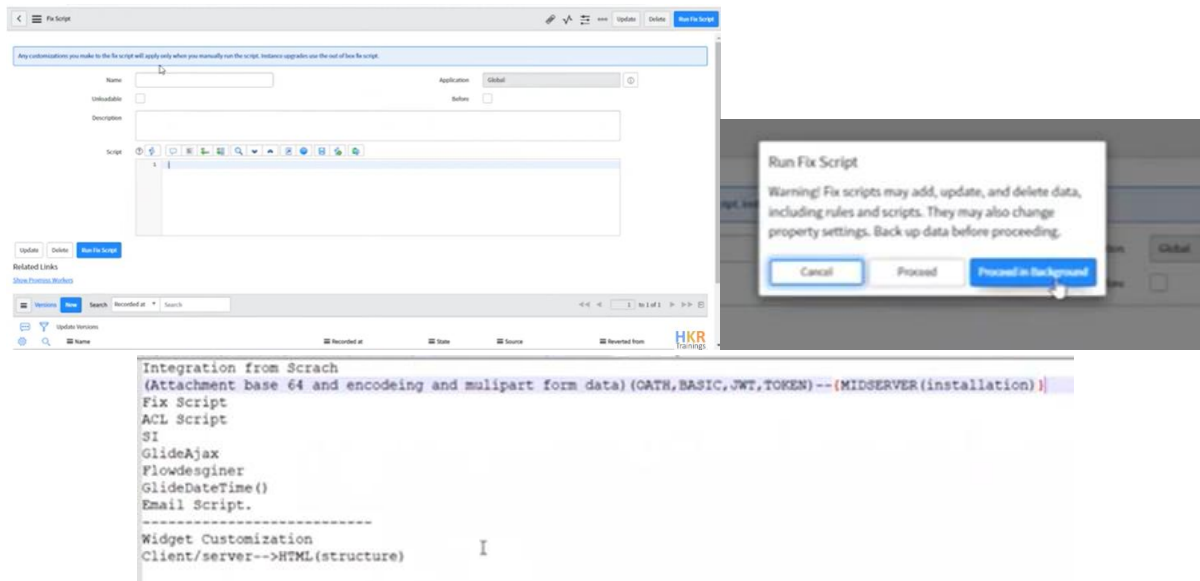 Fix Script
Update Delete Run Fix Script
Any customizations you make to the fix script will apply only when you manually run the script. Instance upgrades use the out of box fix script.
Name
Application Global
Unloadable
Before
Description
Script
1
Update Delete Run Fix Script
Related Links
Show Progress Workers
Versions New Search Recorded at Search
1 to 1 of 1
Update Versions
Name Recorded at State Source Reverted from
HKR
Trainings
Run Fix Script
Warning! Fix scripts may add, update, and delete data,
including rules and scripts. They may also change
property settings. Back up data before proceeding.
Cancel Proceed Proceed in Background
Global
Integration from Scrach
(Attachment base 64 and encodeing and mulipart form data)(OATH,BASIC,JWT,TOKEN)--{MIDSERVER(installation)}
Fix Script
ACL Script
SI
GlideAjax
Flowdesginer
GlideDateTime()
Email Script.
----------------------------
Widget Customization
Client/server-->HTML(structure)